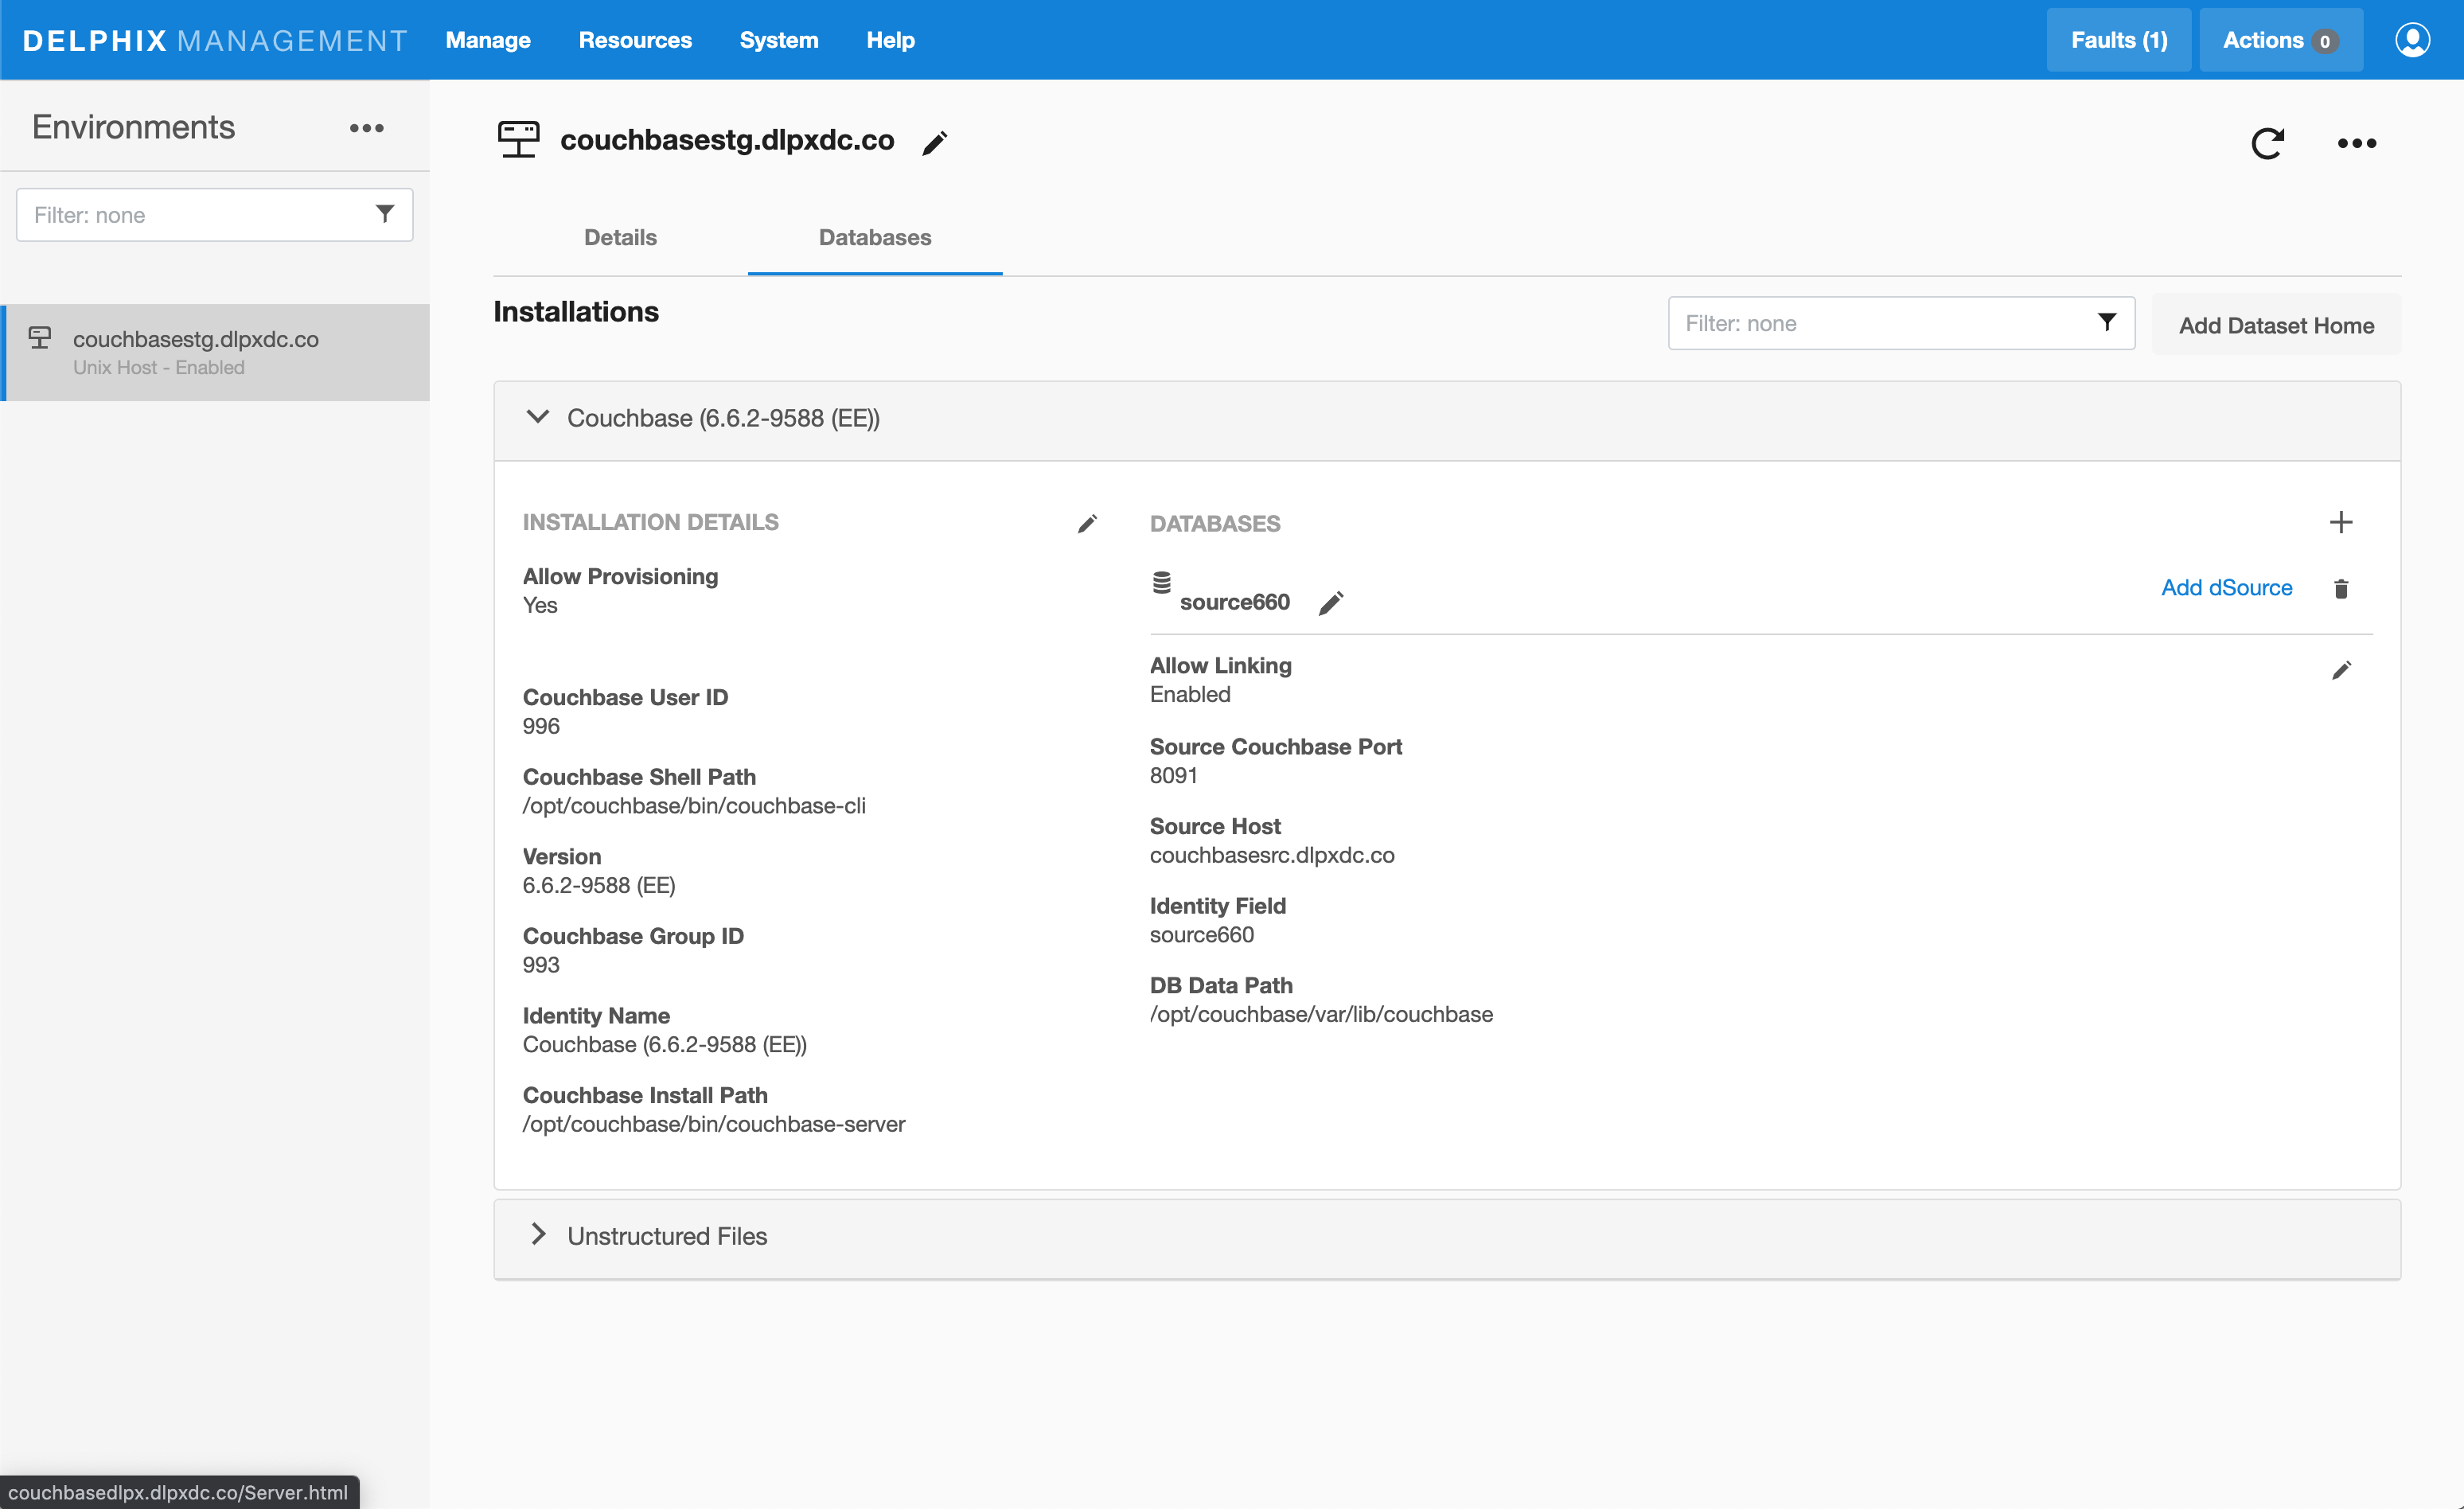 DELPHIX MANAGEMENT Manage Resources System Help Faults (1) Actions 0
Environments
Filter: none
couchbasestg.dlpxdc.co
Unix Host - Enabled
couchbasestg.dlpxdc.co
Details Databases
Installations
Filter: none
Add Dataset Home
Couchbase (6.6.2-9588 (EE))
INSTALLATION DETAILS
Allow Provisioning
Yes
Couchbase User ID
996
Couchbase Shell Path
/opt/couchbase/bin/couchbase-cli
Version
6.6.2-9588 (EE)
Couchbase Group ID
993
Identity Name
Couchbase (6.6.2-9588 (EE))
Couchbase Install Path
/opt/couchbase/bin/couchbase-server
DATABASES
source660
Add dSource
Allow Linking
Enabled
Source Couchbase Port
8091
Source Host
couchbasesrc.dlpxdc.co
Identity Field
source660
DB Data Path
/opt/couchbase/var/lib/couchbase
Unstructured Files
couchbasedlpx.dlpxdc.co/Server.html